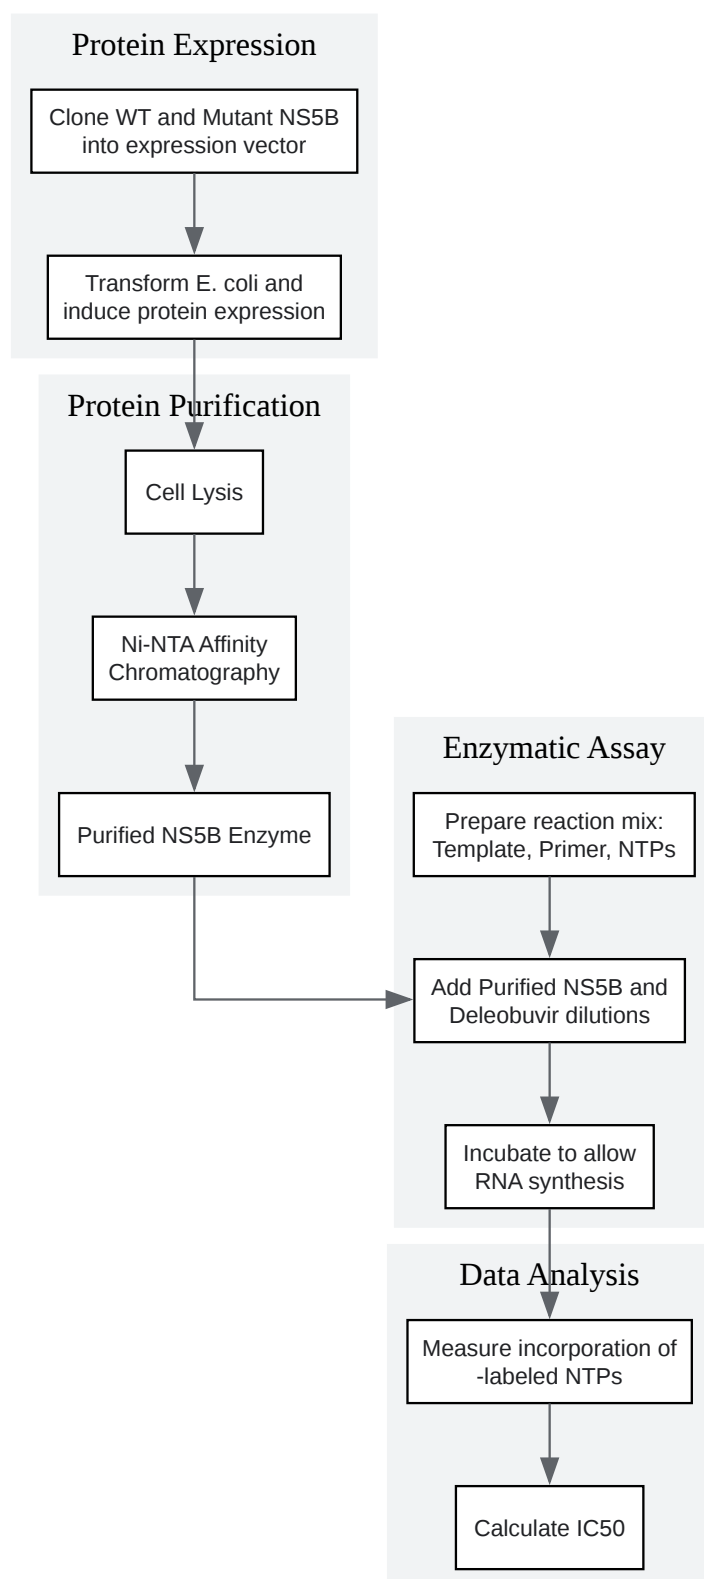 Protein Expression
Clone WT and Mutant NS5B
into expression vector
Transform E. coli and
induce protein expression
Protein Purification
Cell Lysis
Ni-NTA Affinity
Chromatography
Purified NS5B Enzyme
Enzymatic Assay
Prepare reaction mix:
Template, Primer, NTPs
Add Purified NS5B and
Deleobuvir dilutions
Incubate to allow
RNA synthesis
Data Analysis
Measure incorporation of
-labeled NTPs
Calculate IC50